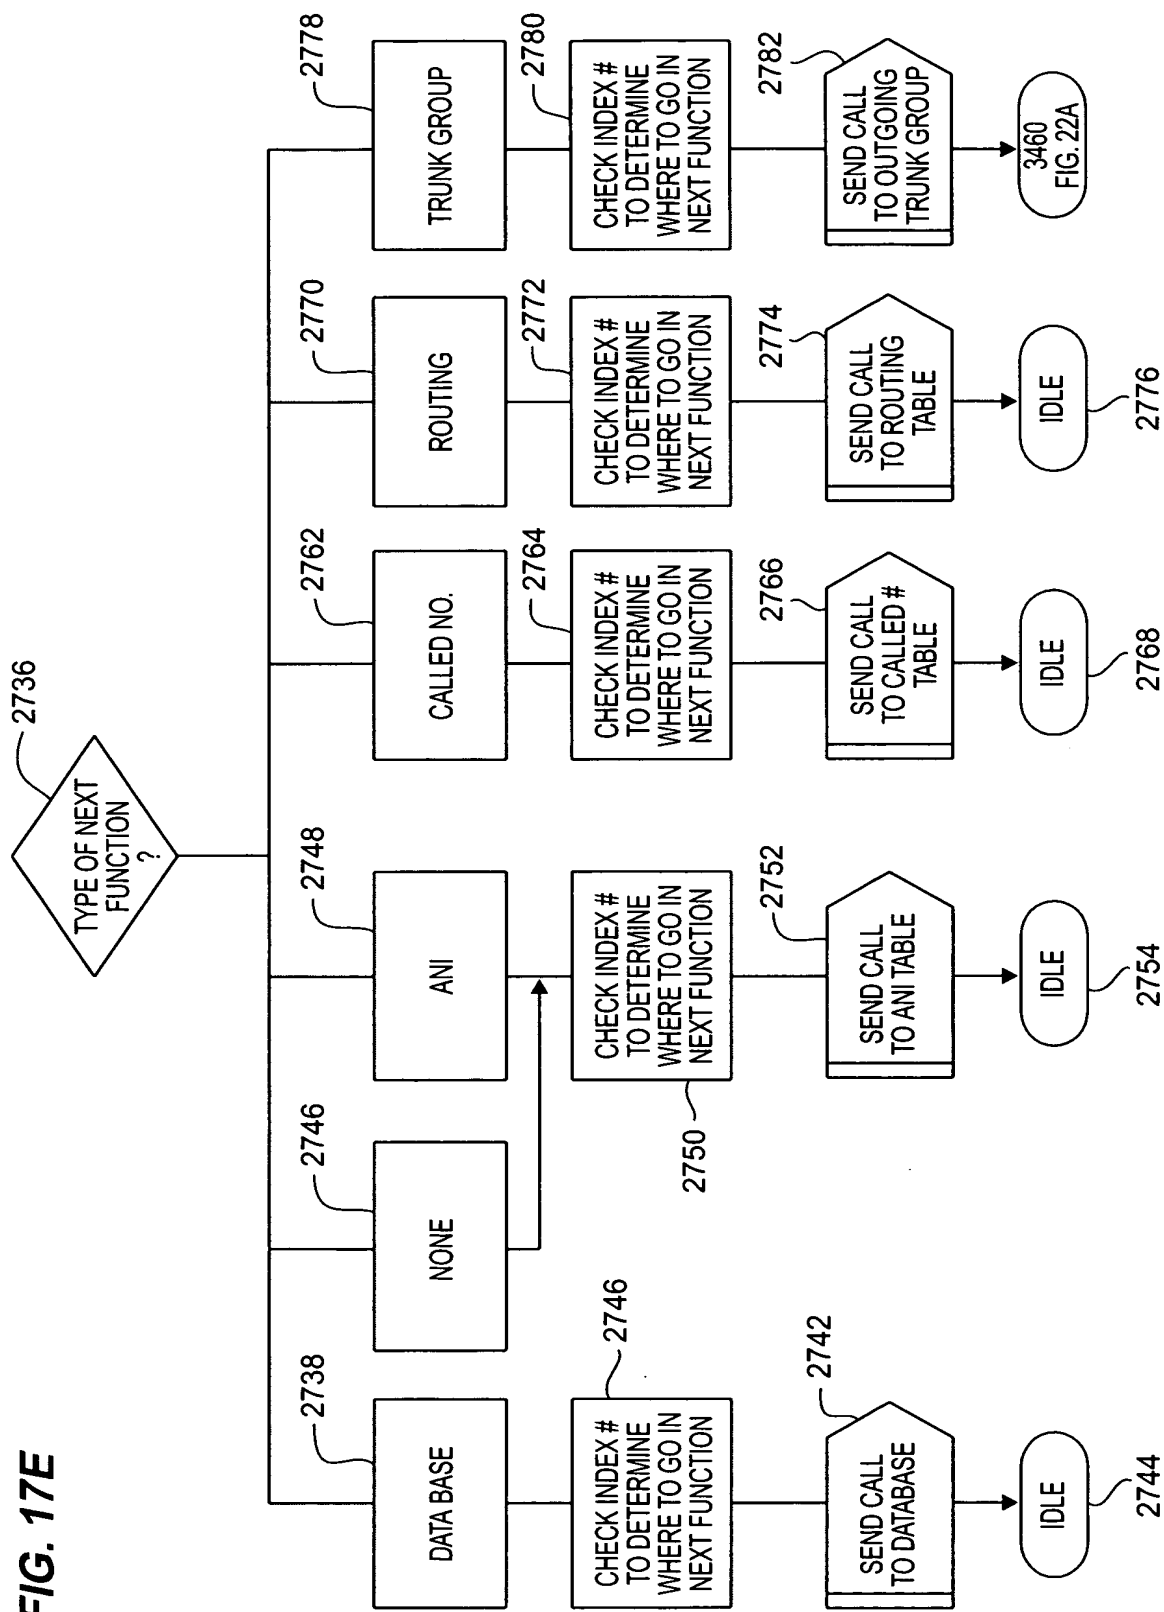 FIG. 17E
TYPE OF NEXT
FUNCTION
?
2736
DATA BASE
2738
NONE
2746
ANI
2748
CALLED NO.
2762
ROUTING
2770
TRUNK GROUP
2778
CHECK INDEX #
TO DETERMINE
WHERE TO GO IN
NEXT FUNCTION
2746
CHECK INDEX #
TO DETERMINE
WHERE TO GO IN
NEXT FUNCTION
2750
CHECK INDEX #
TO DETERMINE
WHERE TO GO IN
NEXT FUNCTION
2764
CHECK INDEX #
TO DETERMINE
WHERE TO GO IN
NEXT FUNCTION
2772
CHECK INDEX #
TO DETERMINE
WHERE TO GO IN
NEXT FUNCTION
2780
SEND CALL
TO DATABASE
2742
SEND CALL
TO ANI TABLE
2752
SEND CALL
TO CALLED #
TABLE
2766
SEND CALL
TO ROUTING
TABLE
2774
SEND CALL
TO OUTGOING
TRUNK GROUP
2782
IDLE
2744
IDLE
2754
IDLE
2768
IDLE
2776
3460
FIG. 22A